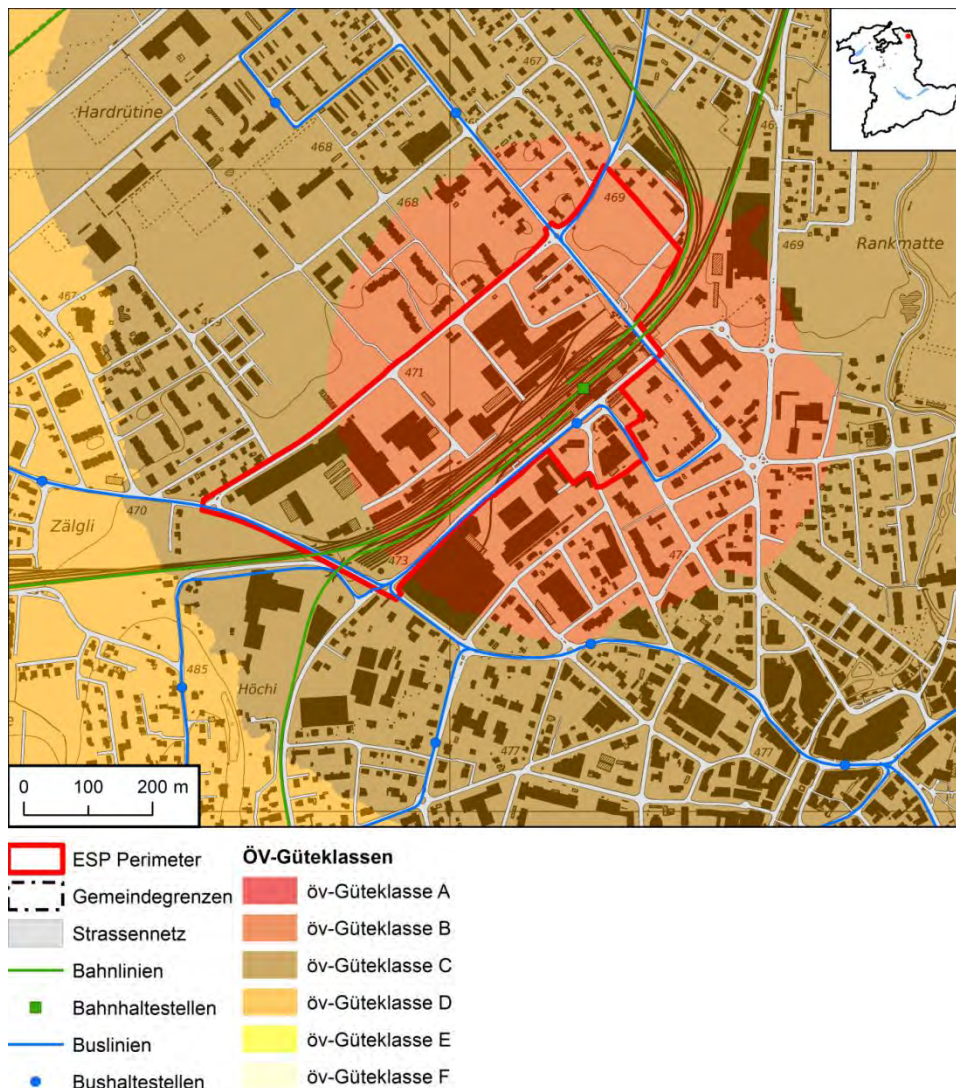 467
46
Hardrütine
468
468
469
469
Rankmatte
467
469
471
470
Zälgli
473
47
485
Höchi
477
477
0 100 200 m
ESP Perimeter
Gemeindegrenzen
Strassennetz
Bahnlinien
Bahnhaltestellen
Buslinien
Bushaltestellen
ÖV-Güteklassen
öv-Güteklasse A
öv-Güteklasse B
öv-Güteklasse C
öv-Güteklasse D
öv-Güteklasse E
öv-Güteklasse F